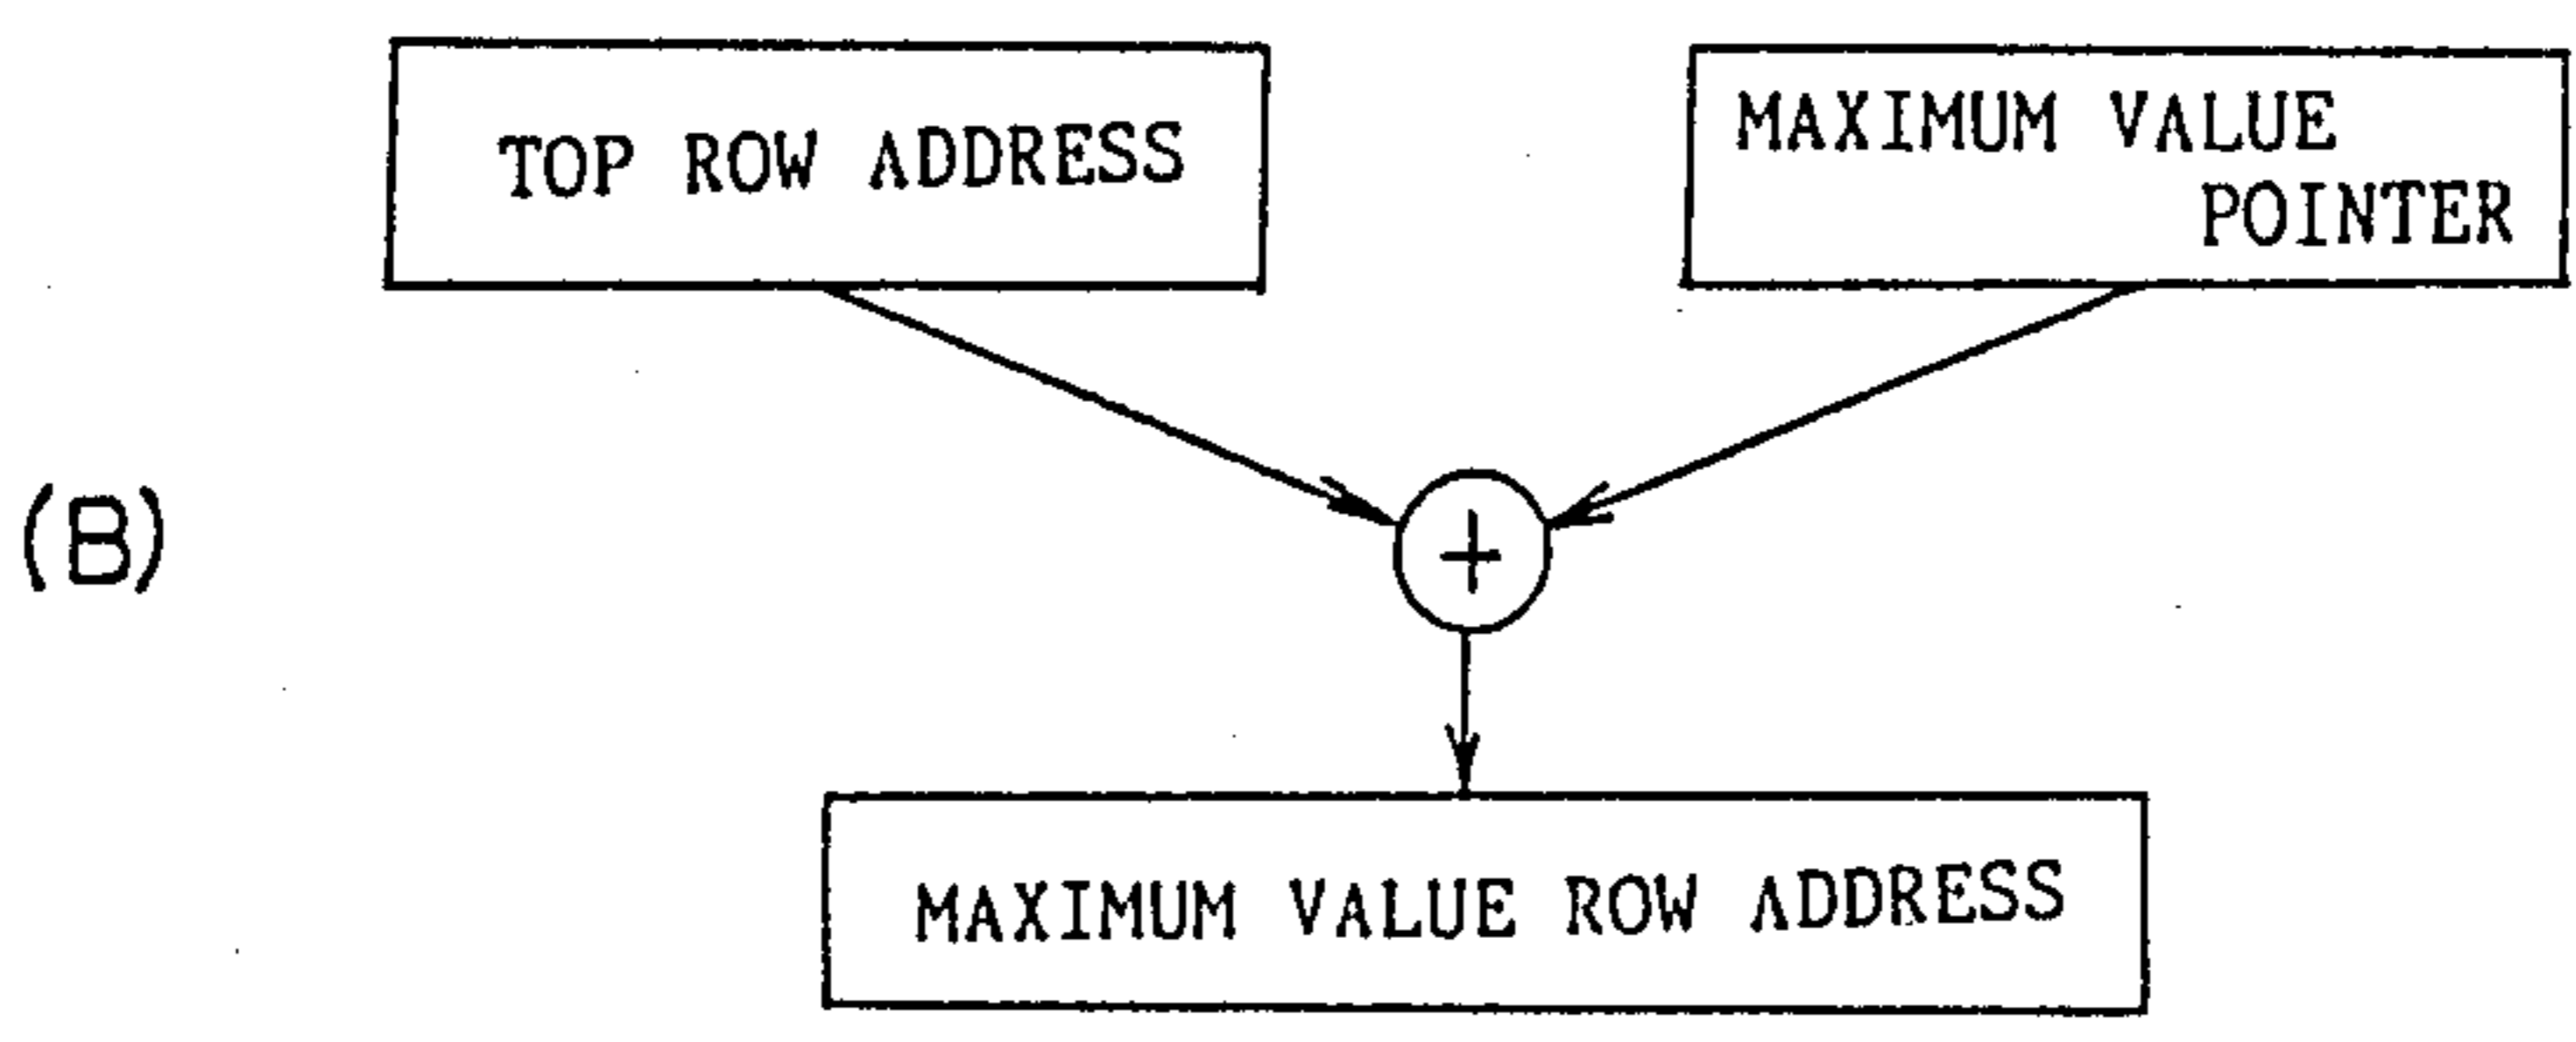 TOP ROW ADDRESS
MAXIMUM VALUE
POINTER
(B)
+
MAXIMUM VALUE ROW ADDRESS